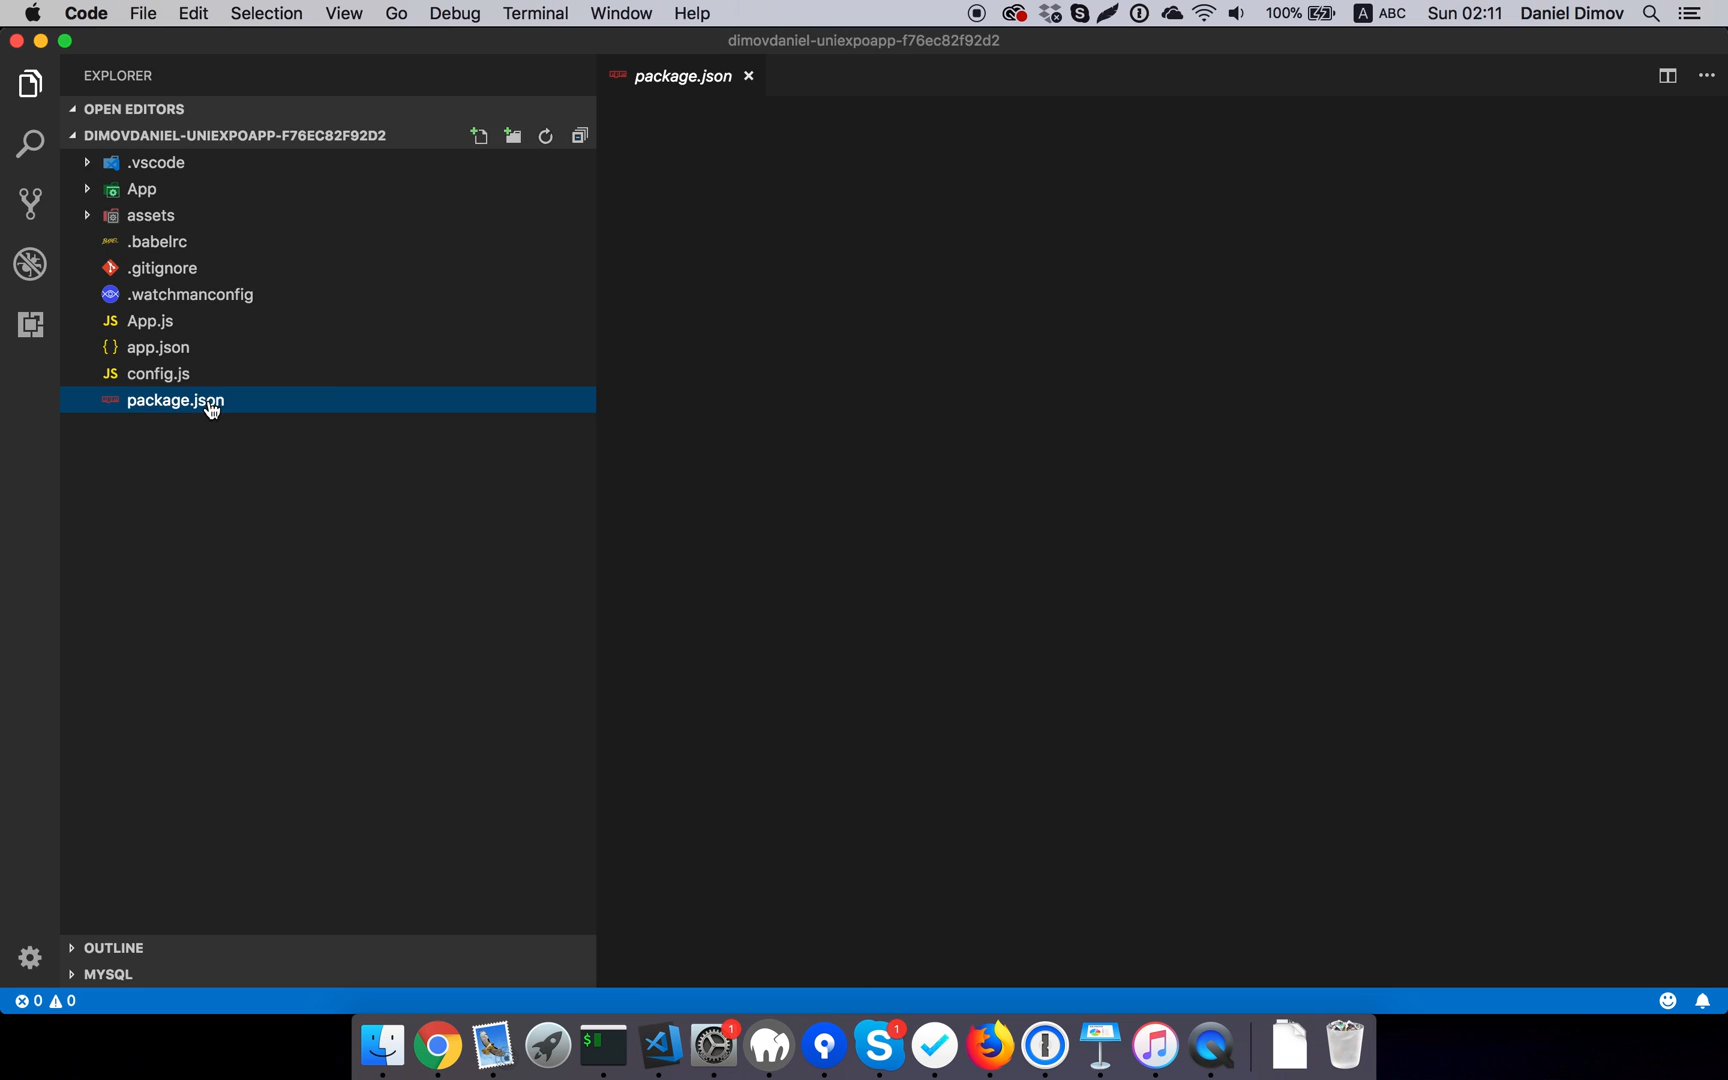 Code File Edit Selection View Go Debug Terminal Window Help 100% A ABC Sun 02:11 Daniel Dimov
dimovdaniel-uniexpoapp-f76ec82f92d2
EXPLORER
package.json
OPEN EDITORS
DIMOVDANIEL-UNIEXPOAPP-F76EC82F92D2
.vscode
App
assets
.babelrc
.gitignore
.watchmanconfig
JS App.js
{ } app.json
JS config.js
package.json
OUTLINE
MYSQL
0 0
$ 1 S 1